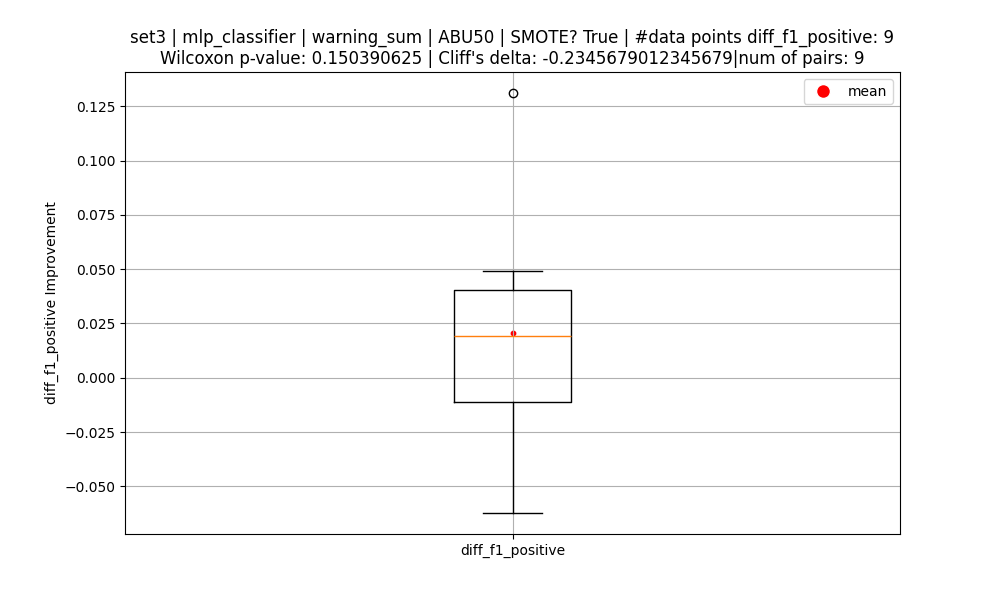 set3 | mlp_classifier | warning_sum | ABU50 | SMOTE? True | #data points diff_f1_positive: 9
Wilcoxon p-value: 0.150390625 | Cliff's delta: -0.2345679012345679|num of pairs: 9
mean
0.125
0.100
0.075
0.050
0.025
0.000
−0.025
−0.050
diff_f1_positive Improvement
diff_f1_positive